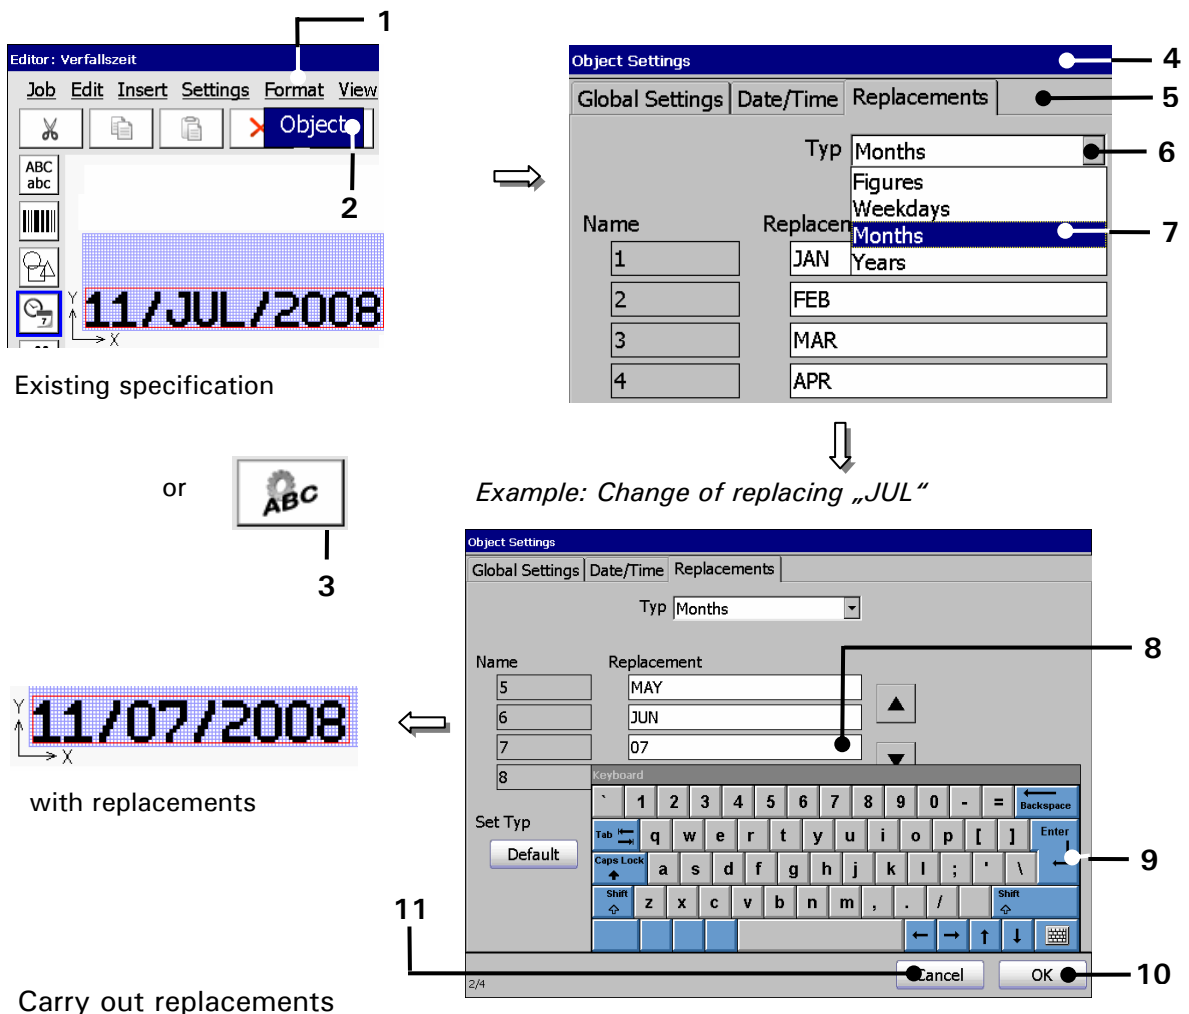 1
Editor: Verfallszeit
Job Edit Insert Settings Format View
Object
ABC
abc
2
7
Y
11/JUL/2008
X
Existing specification
Object Settings
4
Global Settings Date/Time Replacements
5
Typ Months
6
Figures
Weekdays
Months
7
Years
Name
Replacen
1 JAN
2 FEB
3 MAR
4 APR
or
ABC
3
Example: Change of replacing „JUL“
Object Settings
Global Settings Date/Time Replacements
Typ Months
8
Name Replacement
5 MAY
6 JUN
7 07
8
Keyboard
` 1 2 3 4 5 6 7 8 9 0 - = Backspace
Tab q w e r t y u i o p [ ] Enter
Caps Lock a s d f g h j k l ; ' \
9
Shift z x c v b n m , . / Shift
Set Typ
Default
11
Cancel OK
10
2/4
Y
11/07/2008
X
with replacements
Carry out replacements